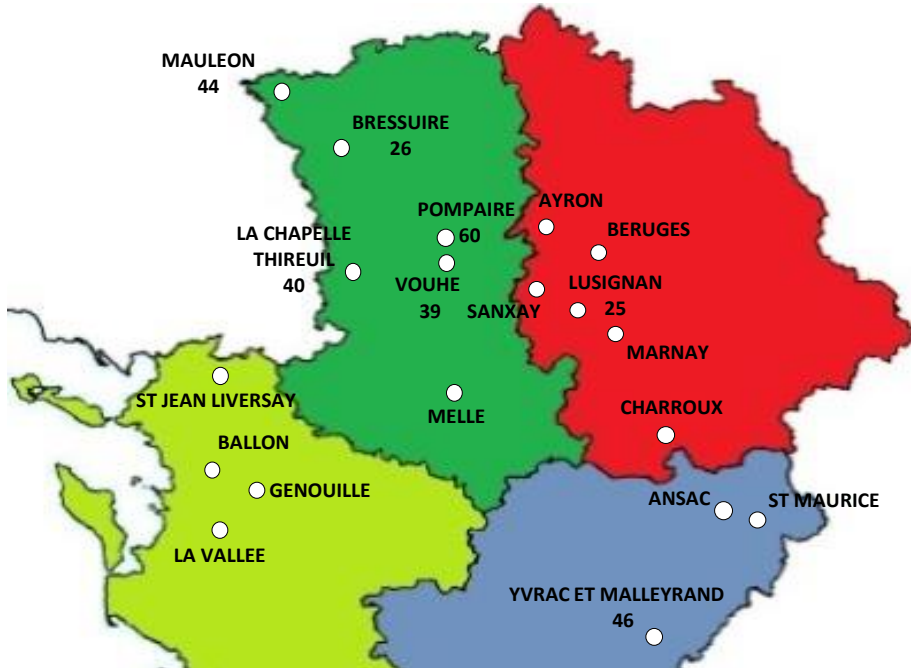 MAULEON
44
BRESSUIRE
26
POMPAIRE
60
AYRON
LA CHAPELLE
THIREUIL
40
BERUGES
VOUHE
39
SANXAY
LUSIGNAN
25
MARNAY
ST JEAN LIVERSAY
MELLE
CHARROUX
BALLON
GENOUILLE
ANSAC
ST MAURICE
LA VALLEE
YVRAC ET MALLEYRAND
46